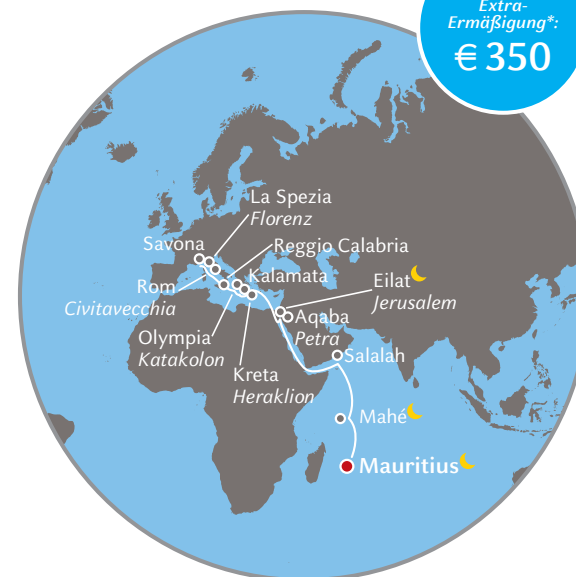 Extra-
Ermäßigung*:
€ 350
La Spezia
Florenz
Savona
Reggio Calabria
Rom
Civitavecchia
Kalamata
Eilat
Jerusalem
Olympia
Katakolon
Aqaba
Petra
Kreta
Heraklion
Salalah
Mahé
Mauritius